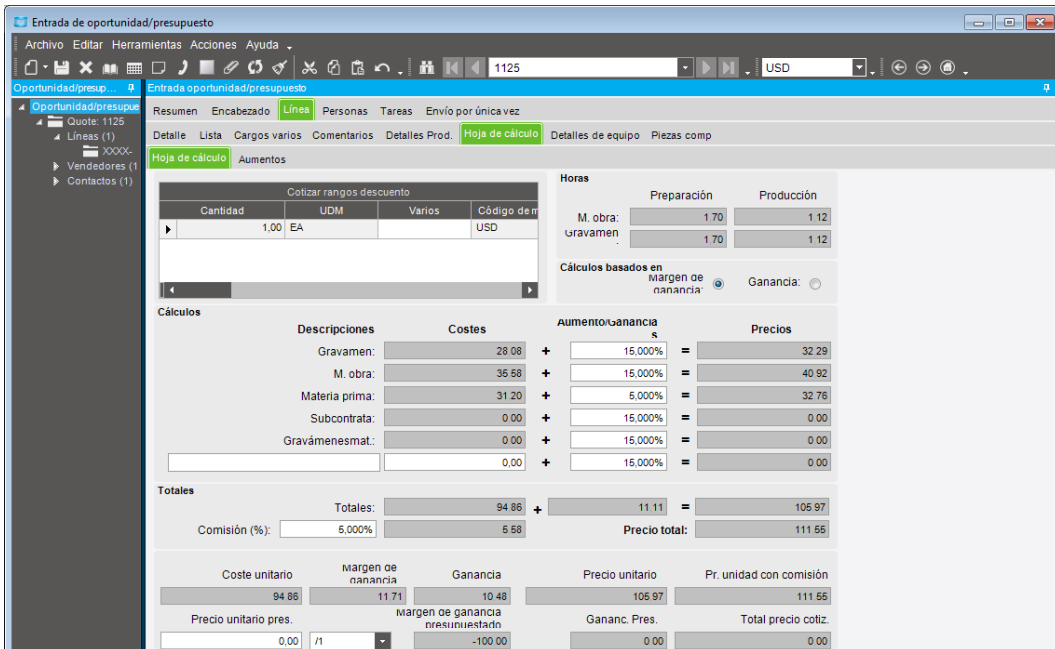 Entrada de oportunidad/presupuesto
Archivo Editar Herramientas Acciones Ayuda
1125 USD
Oportunidad/presup...
Entrada de oportunidad/presupuesto
Oportunidad/presupue
Quote: 1125
Líneas (1)
XXXX-
Vendedores (1
Contactos (1)
Resumen Encabezado Línea Personas Tareas Envío por única vez
Detalle Lista Cargos varios Comentarios Detalles Prod. Hoja de cálculo Detalles de equipo Piezas comp
Hoja de cálculo Aumentos
Cotizar rangos descuento
Cantidad UDM Varios Código de m
1,00 EA USD
Horas
Preparación Producción
M. obra: 1 70 1 12
Gravamen: 1 70 1 12
Cálculos basados en
Margen de ganancia: Ganancia:
Cálculos
Descripciones Costes Aumento/Ganancias Precios
Gravamen: 28 08 + 15,000% = 32 29
M. obra: 35 58 + 15,000% = 40 92
Materia prima: 31 20 + 5,000% = 32 76
Subcontrata: 0 00 + 15,000% = 0 00
Gravámenesmat.: 0 00 + 15,000% = 0 00
0,00 + 15,000% = 0 00
Totales
Totales: 94 86 + 11 11 = 105 97
Comisión (%): 5,000% 5 58 Precio total: 111 55
Coste unitario Margen de ganancia Ganancia Precio unitario Pr. unidad con comisión
94 86 11 71 10 48 105 97 111 55
Precio unitario pres. Margen de ganancia presupuestado Gananc. Pres. Total precio cotiz.
0,00 /1 -100 00 0 00 0 00